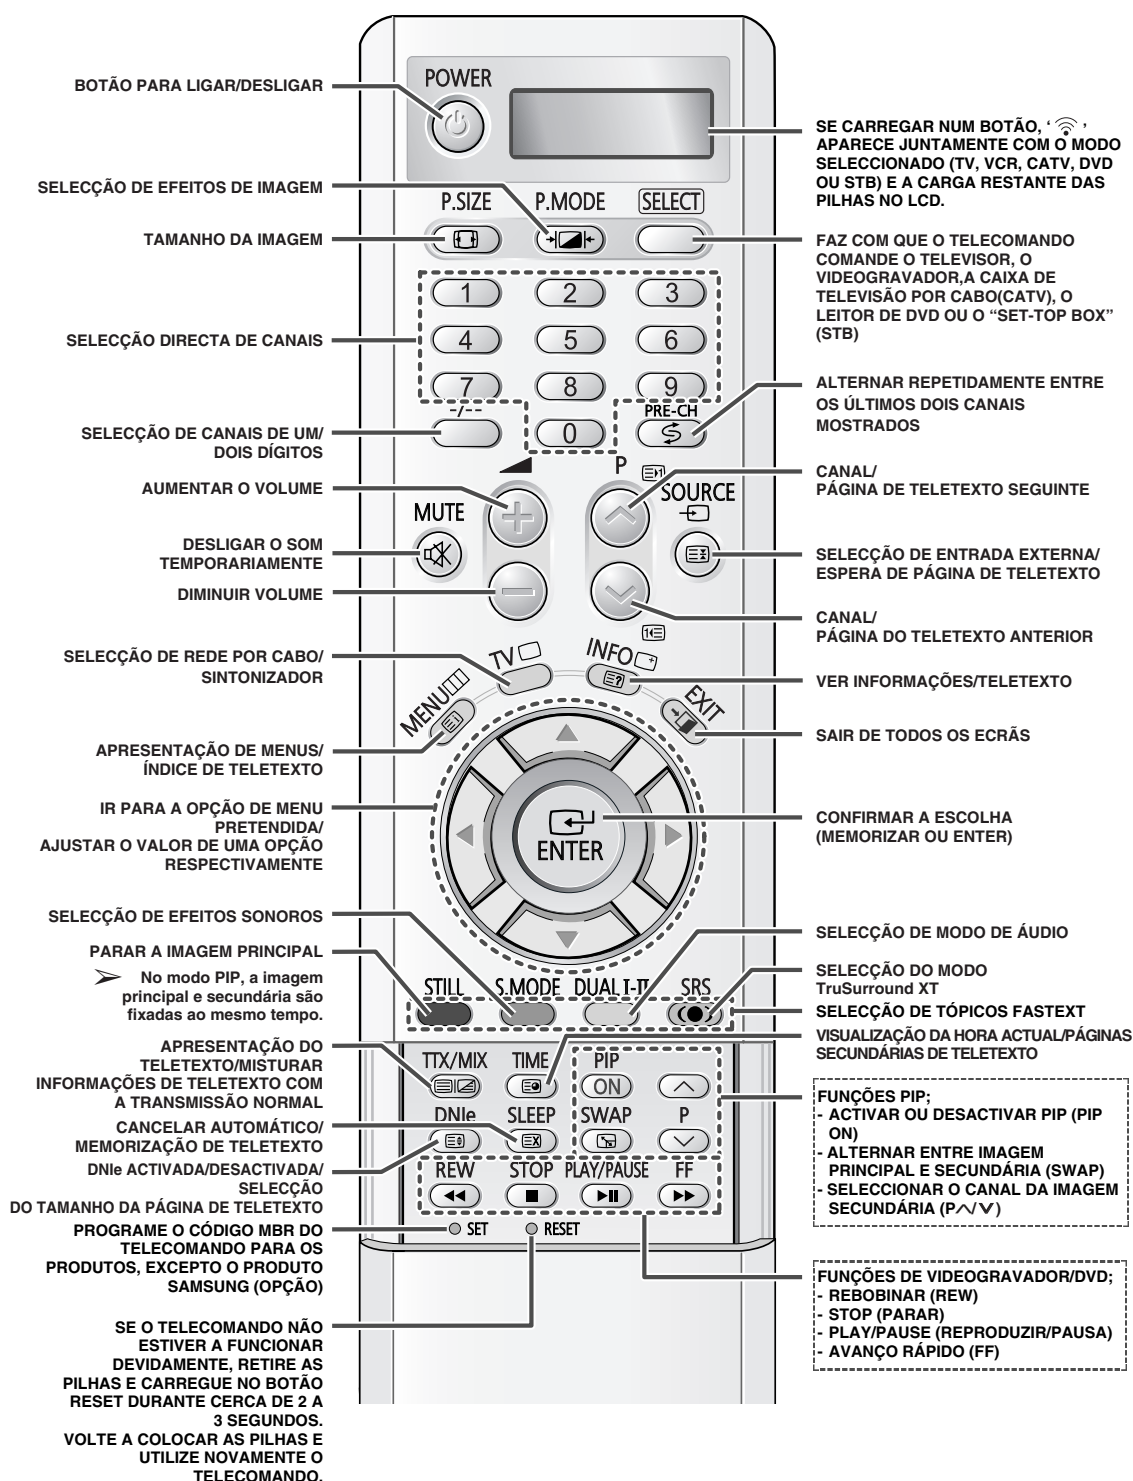 BOTÃO PARA LIGAR/DESLIGAR
SELECÇÃO DE EFEITOS DE IMAGEM
TAMANHO DA IMAGEM
SELECÇÃO DIRECTA DE CANAIS
SELECÇÃO DE CANAIS DE UM/
DOIS DÍGITOS
AUMENTAR O VOLUME
DESLIGAR O SOM
TEMPORARIAMENTE
DIMINUIR VOLUME
SELECÇÃO DE REDE POR CABO/
SINTONIZADOR
APRESENTAÇÃO DE MENUS/
ÍNDICE DE TELETEXTO
IR PARA A OPÇÃO DE MENU
PRETENDIDA/
AJUSTAR O VALOR DE UMA OPÇÃO
RESPECTIVAMENTE
SELECÇÃO DE EFEITOS SONOROS
PARAR A IMAGEM PRINCIPAL
➢ No modo PIP, a imagem
principal e secundária são
fixadas ao mesmo tempo.
APRESENTAÇÃO DO
TELETEXTO/MISTURAR
INFORMAÇÕES DE TELETEXTO COM
A TRANSMISSÃO NORMAL
CANCELAR AUTOMÁTICO/
MEMORIZAÇÃO DE TELETEXTO
DNIe ACTIVADA/DESACTIVADA/
SELECÇÃO
DO TAMANHO DA PÁGINA DE TELETEXTO
PROGRAME O CÓDIGO MBR DO
TELECOMANDO PARA OS
PRODUTOS, EXCEPTO O PRODUTO
SAMSUNG (OPÇÃO)
SE O TELECOMANDO NÃO
ESTIVER A FUNCIONAR
DEVIDAMENTE, RETIRE AS
PILHAS E CARREGUE NO BOTÃO
RESET DURANTE CERCA DE 2 A
3 SEGUNDOS.
VOLTE A COLOCAR AS PILHAS E
UTILIZE NOVAMENTE O
TELECOMANDO.
POWER
P.SIZE P.MODE SELECT
1 2 3
4 5 6
7 8 9
-/-- PRE-CH
0
P
SOURCE
MUTE
TV
INFO
MENU
EXIT
ENTER
STILL S.MODE DUAL I-II SRS
TTX/MIX TIME PIP
ON
DNIe SLEEP SWAP P
REW STOP PLAY/PAUSE FF
SET RESET
SE CARREGAR NUM BOTÃO, ‘ ’
APARECE JUNTAMENTE COM O MODO
SELECCIONADO (TV, VCR, CATV, DVD
OU STB) E A CARGA RESTANTE DAS
PILHAS NO LCD.
FAZ COM QUE O TELECOMANDO
COMANDE O TELEVISOR, O
VIDEOGRAVADOR,A CAIXA DE
TELEVISÃO POR CABO(CATV), O
LEITOR DE DVD OU O “SET-TOP BOX”
(STB)
ALTERNAR REPETIDAMENTE ENTRE
OS ÚLTIMOS DOIS CANAIS
MOSTRADOS
CANAL/
PÁGINA DE TELETEXTO SEGUINTE
SELECÇÃO DE ENTRADA EXTERNA/
ESPERA DE PÁGINA DE TELETEXTO
CANAL/
PÁGINA DO TELETEXTO ANTERIOR
VER INFORMAÇÕES/TELETEXTO
SAIR DE TODOS OS ECRÃS
CONFIRMAR A ESCOLHA
(MEMORIZAR OU ENTER)
SELECÇÃO DE MODO DE ÁUDIO
SELECÇÃO DO MODO
TruSurround XT
SELECÇÃO DE TÓPICOS FASTEXT
VISUALIZAÇÃO DA HORA ACTUAL/PÁGINAS
SECUNDÁRIAS DE TELETEXTO
FUNÇÕES PIP;
- ACTIVAR OU DESACTIVAR PIP (PIP
ON)
- ALTERNAR ENTRE IMAGEM
PRINCIPAL E SECUNDÁRIA (SWAP)
- SELECCIONAR O CANAL DA IMAGEM
SECUNDÁRIA (P∧/∨)
FUNÇÕES DE VIDEOGRAVADOR/DVD;
- REBOBINAR (REW)
- STOP (PARAR)
- PLAY/PAUSE (REPRODUZIR/PAUSA)
- AVANÇO RÁPIDO (FF)